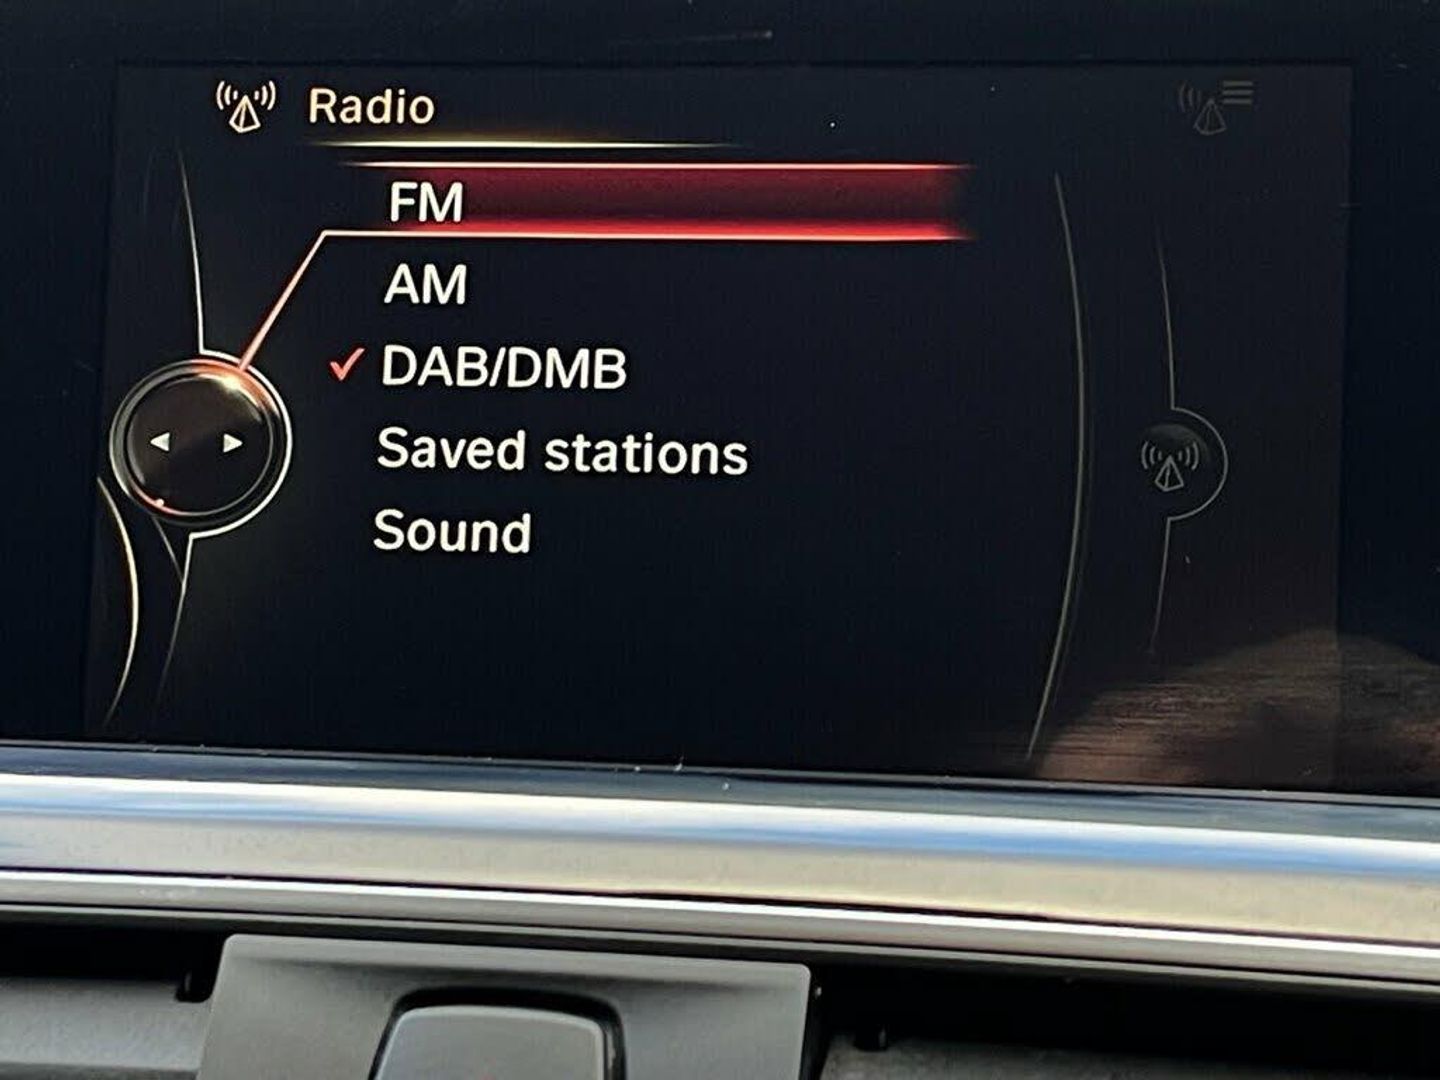 Radio
FM
AM
DAB/DMB
Saved stations
Sound